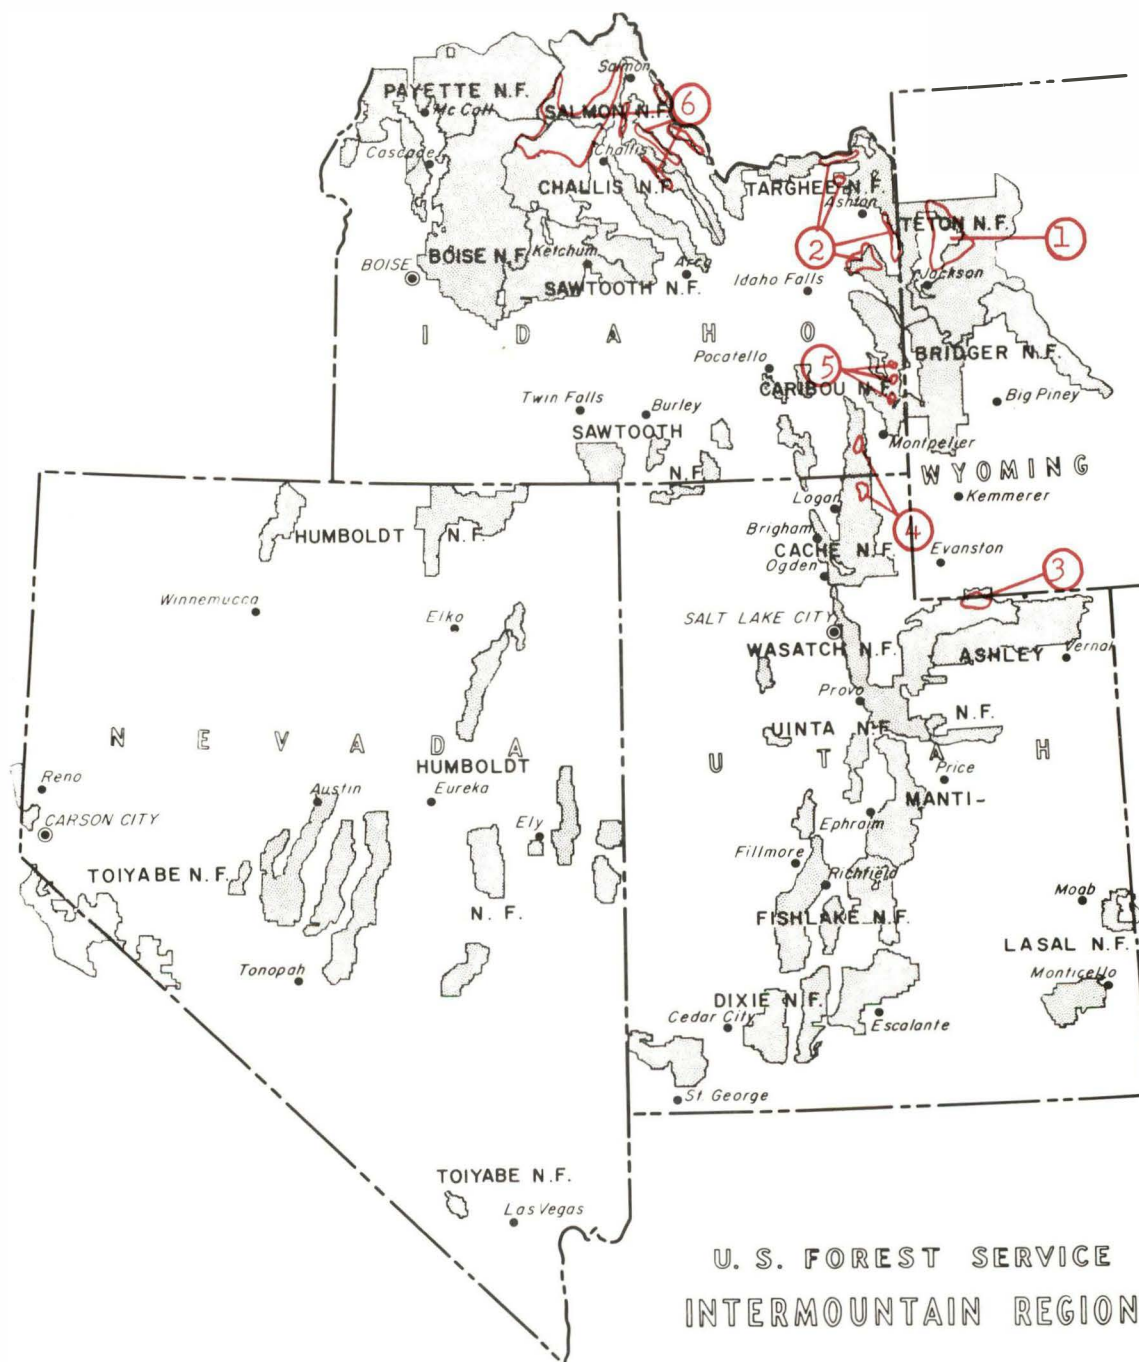 Salmon
PAYETTE N.F.
McCall
SALMON N.F.
6
Cascade
Challis
CHALLIS N.F.
TARGHEE N.F.
Ashton
TETON N.F.
2
1
BOISE N.F.
Ketchum
BOISE
Arco
SAWTOOTH N.F.
Idaho Falls
Jackson
I D A H O
Pocatello
5
BRIDGER N.F.
CARIBOU N.F.
Twin Falls
Burley
Big Piney
SAWTOOTH
N.F.
Montpelier
WYOMING
Logan
Kemmerer
HUMBOLDT N.F.
Brigham
4
CACHE N.F.
Evanston
Ogden
3
Winnemucca
Elko
SALT LAKE CITY
WASATCH N.F.
ASHLEY
Vernal
Provo
N.F.
UINTA N.F.
N E V A D A
U T A H
HUMBOLDT
Reno
Austin
Eureka
Price
MANTI-
CARSON CITY
Ely
Ephraim
Fillmore
TOIYABE N.F.
Richfield
Moab
N. F.
FISHLAKE N.F.
LASAL N.F.
Tonopah
Monticello
DIXIE N.F.
Cedar City
Escalante
St. George
TOIYABE N.F.
Las Vegas
U. S. FOREST SERVICE
INTERMOUNTAIN REGION